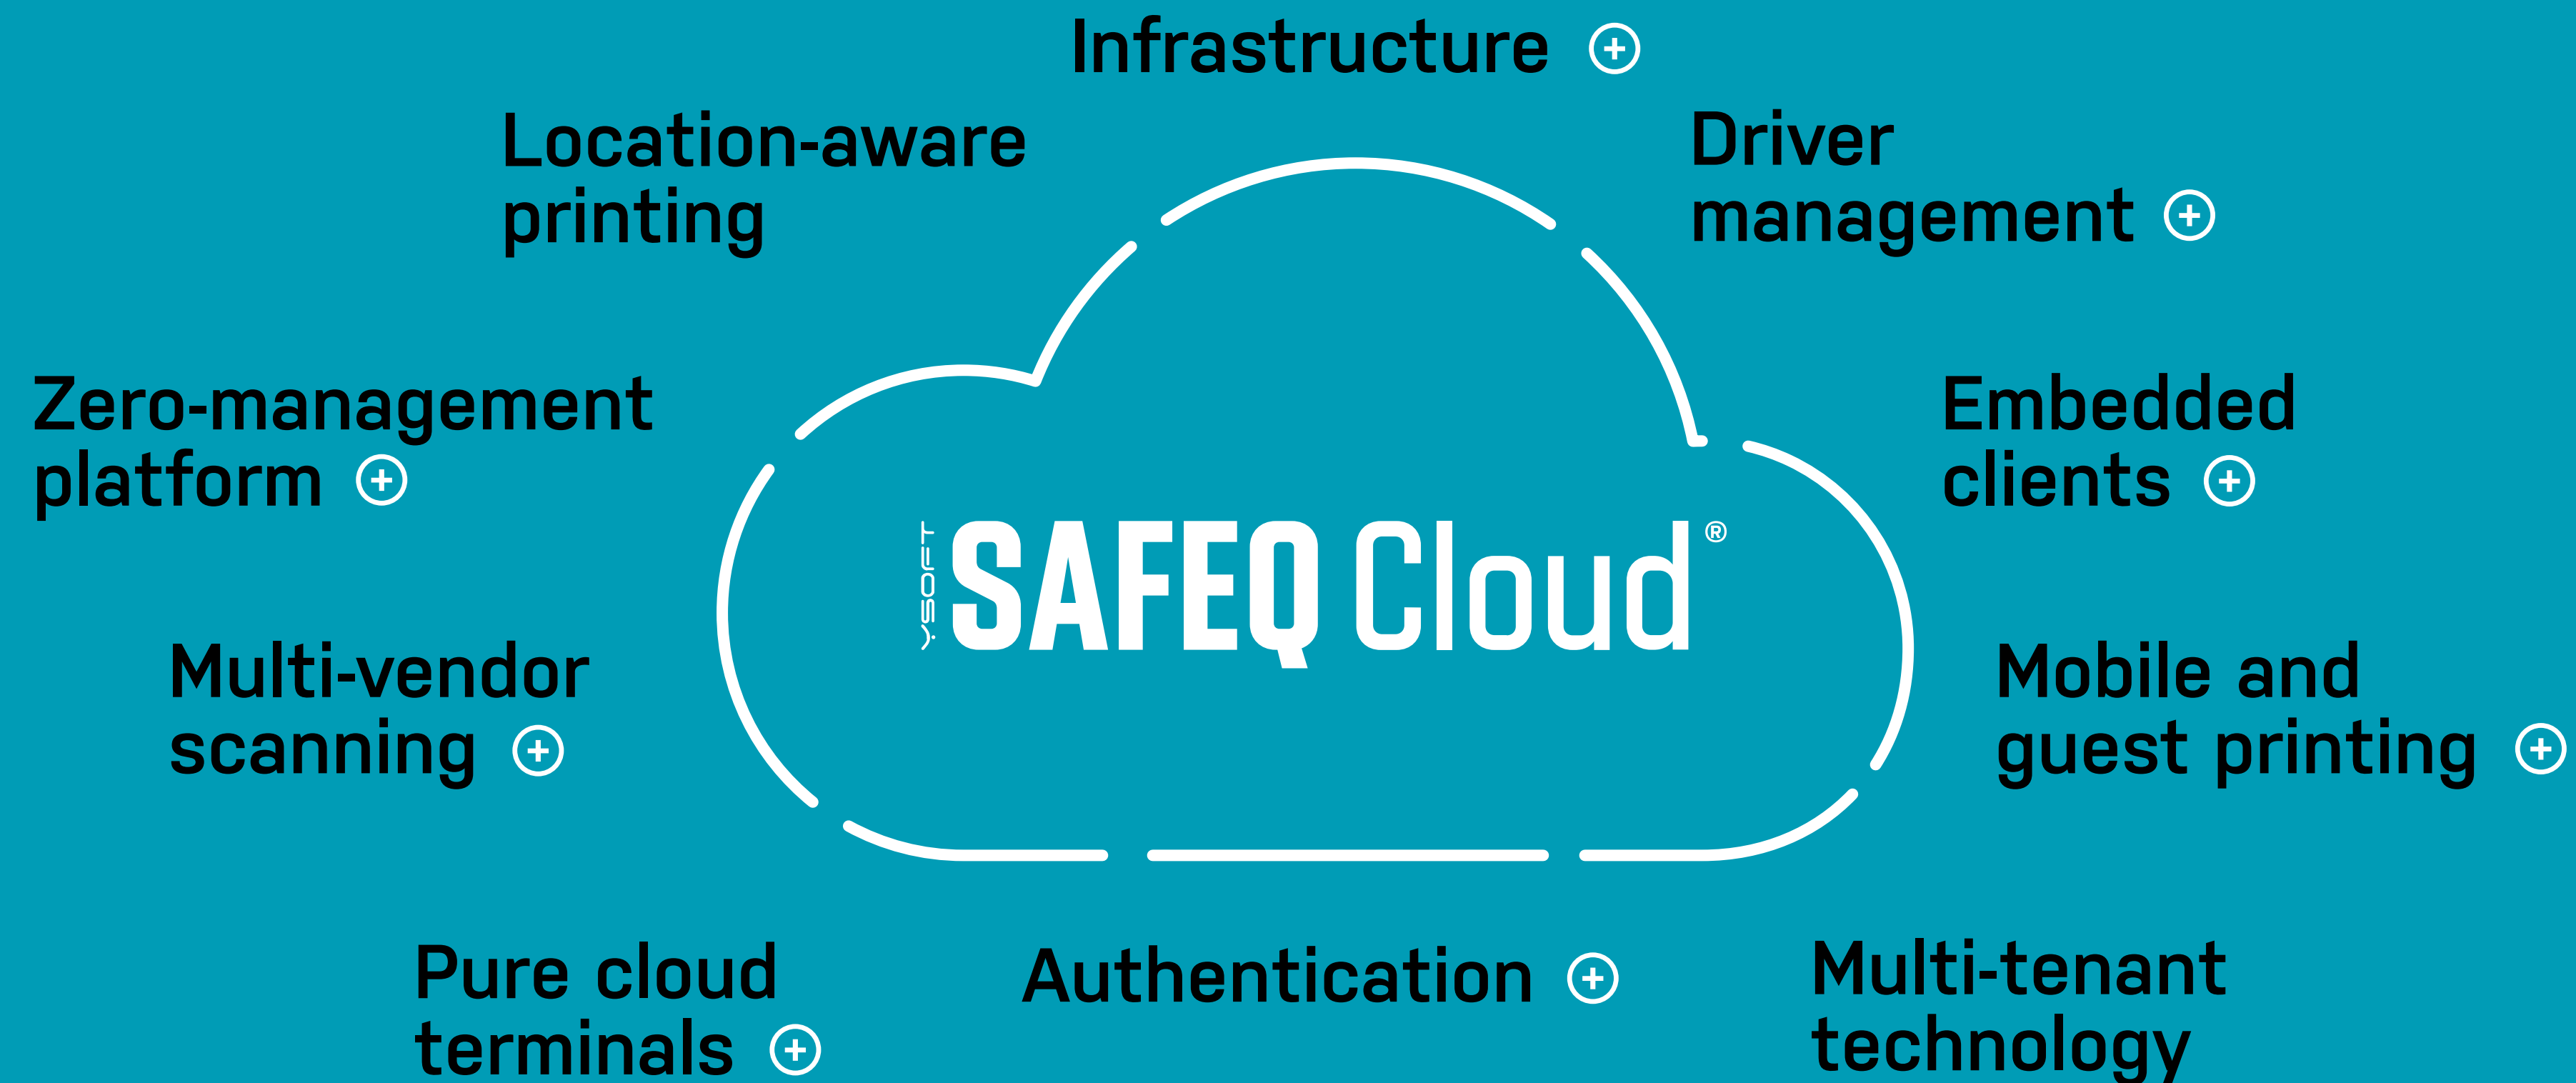 Infrastructure
Location-aware
printing
Driver
management
Zero-management
platform
Embedded
clients
YSOFT SAFEQ Cloud®
Multi-vendor
scanning
Mobile and
guest printing
Pure cloud
terminals
Authentication
Multi-tenant
technology